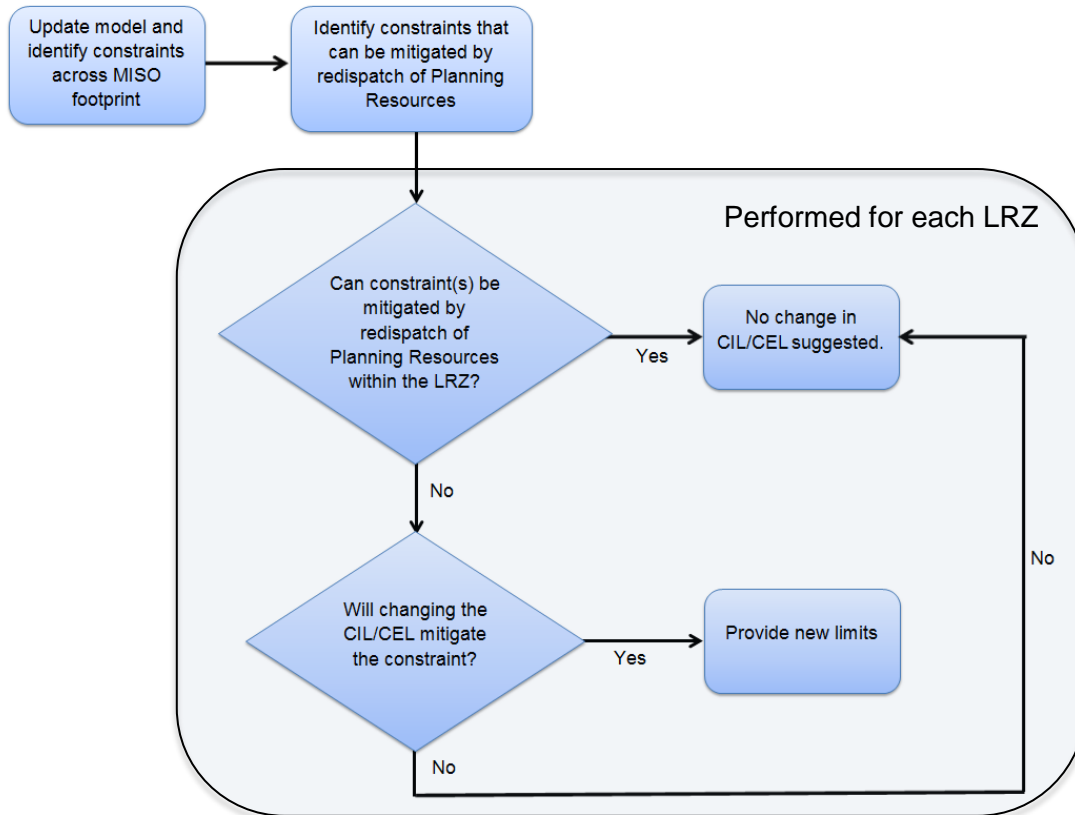 Update model and
identify constraints
across MISO
footprint
Identify constraints that
can be mitigated by
redispatch of Planning
Resources
Performed for each LRZ
Can constraint(s) be
mitigated by
redispatch of
Planning Resources
within the LRZ?
Yes
No change in
CIL/CEL suggested.
No
Will changing the
CIL/CEL mitigate
the constraint?
Yes
Provide new limits
No
No